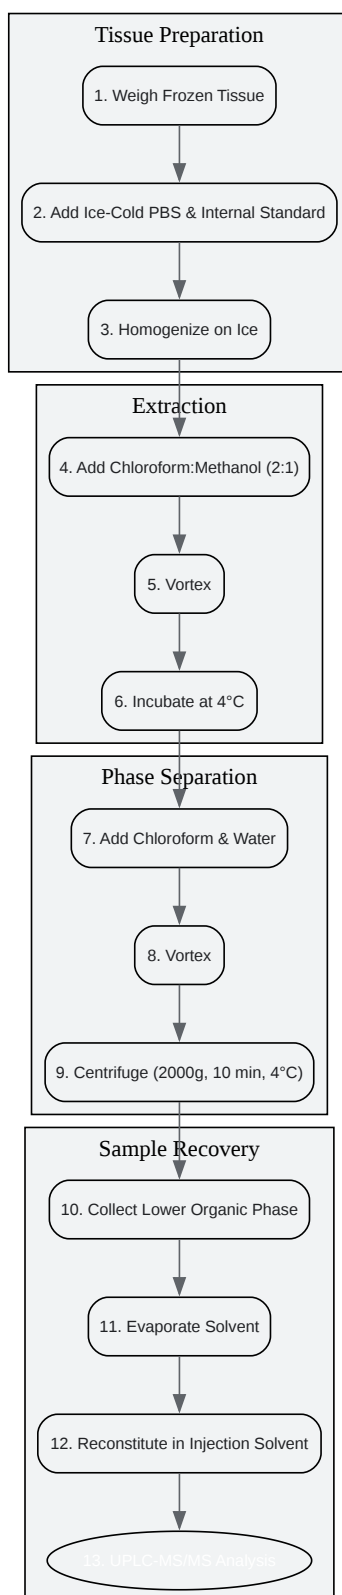 Tissue Preparation
1. Weigh Frozen Tissue
2. Add Ice-Cold PBS & Internal Standard
3. Homogenize on Ice
Extraction
4. Add Chloroform:Methanol (2:1)
5. Vortex
6. Incubate at 4°C
Phase Separation
7. Add Chloroform & Water
8. Vortex
9. Centrifuge (2000g, 10 min, 4°C)
Sample Recovery
10. Collect Lower Organic Phase
11. Evaporate Solvent
12. Reconstitute in Injection Solvent
13. UPLC-MS/MS Analysis